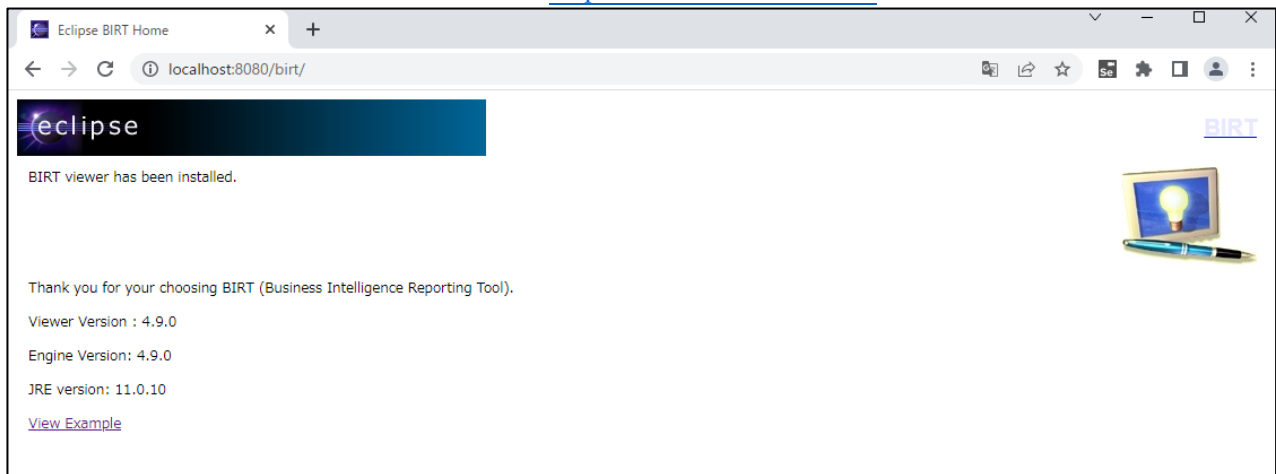 Eclipse BIRT Home
localhost:8080/birt/
Se
eclipse
BIRT
BIRT viewer has been installed.
Thank you for your choosing BIRT (Business Intelligence Reporting Tool).
Viewer Version : 4.9.0
Engine Version: 4.9.0
JRE version: 11.0.10
View Example